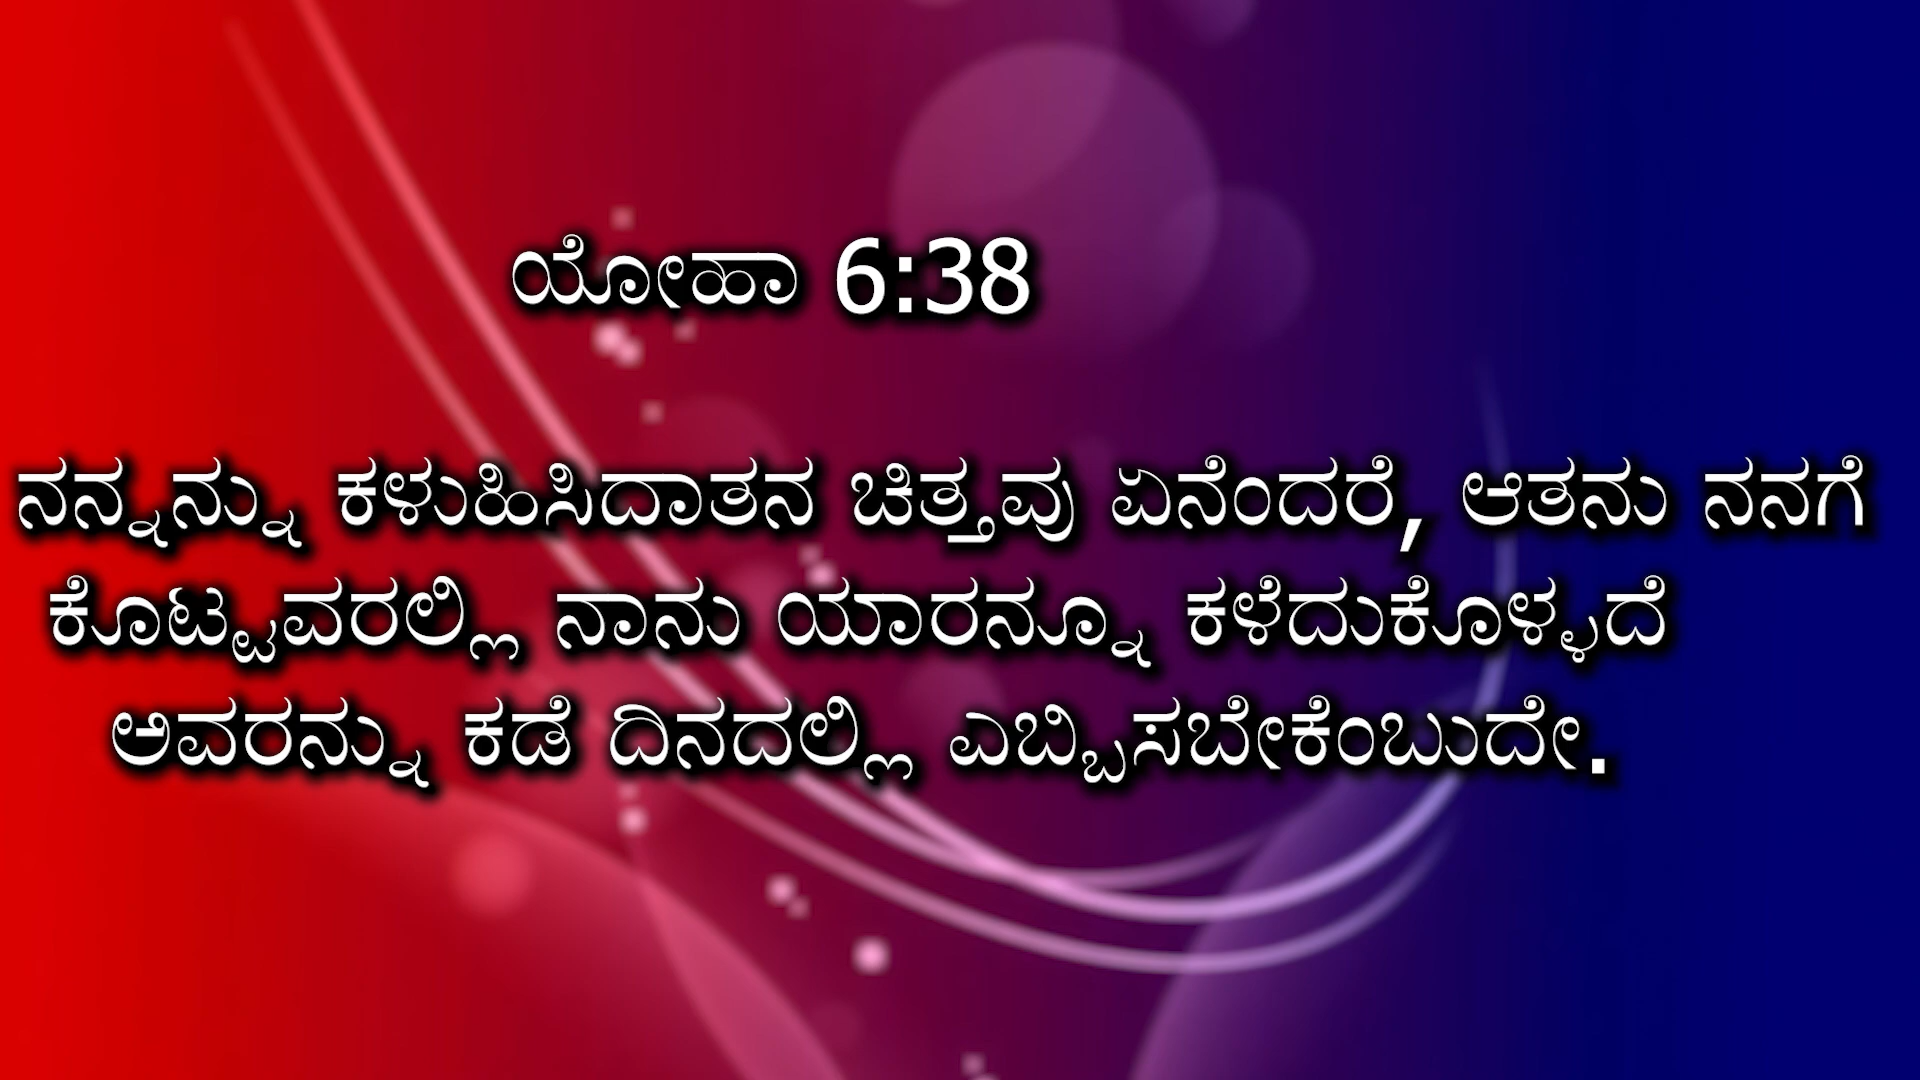 ಯೋಹಾ 6:38
ನನ್ನನ್ನು ಕಳುಹಿಸಿದಾತನ ಚಿತ್ತವು ಏನೆಂದರೆ, ಆತನು ನನಗೆ
ಕೊಟ್ಟವರಲ್ಲಿ ನಾನು ಯಾರನ್ನೂ ಕಳೆದುಕೊಳ್ಳದೆ
ಅವರನ್ನು ಕಡೆ ದಿನದಲ್ಲಿ ಎಬ್ಬಿಸಬೇಕೆಂಬುದೇ.